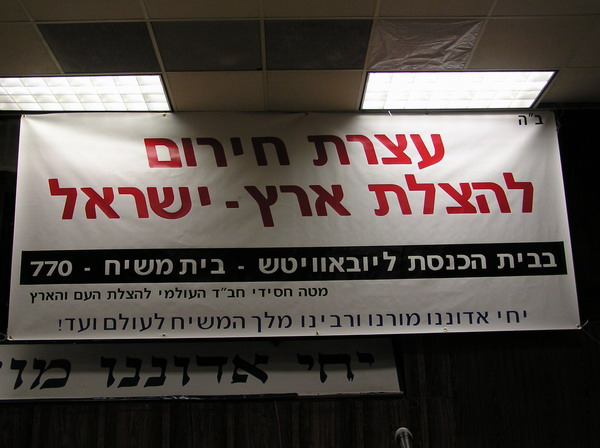 ב"ה
עצרת חירום
להצלת ארץ - ישראל
בבית הכנסת ליובאוויטש - בית משיח - 770
מטה חסידי חב"ד העולמי להצלת העם והארץ
יחי אדוננו מורנו ורבינו מלך המשיח לעולם ועד!
יחי אדוננו